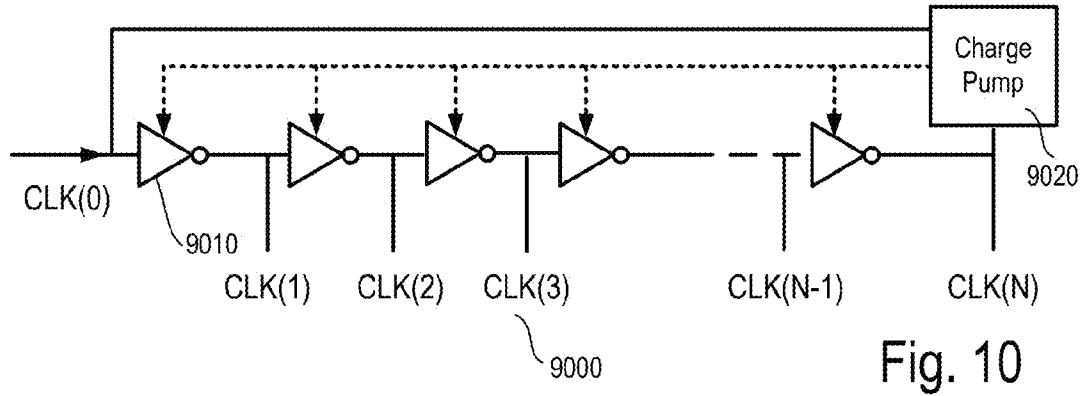 Charge
Pump
9020
CLK(0)
9010
CLK(1)
CLK(2)
CLK(3)
CLK(N-1)
CLK(N)
9000
Fig. 10